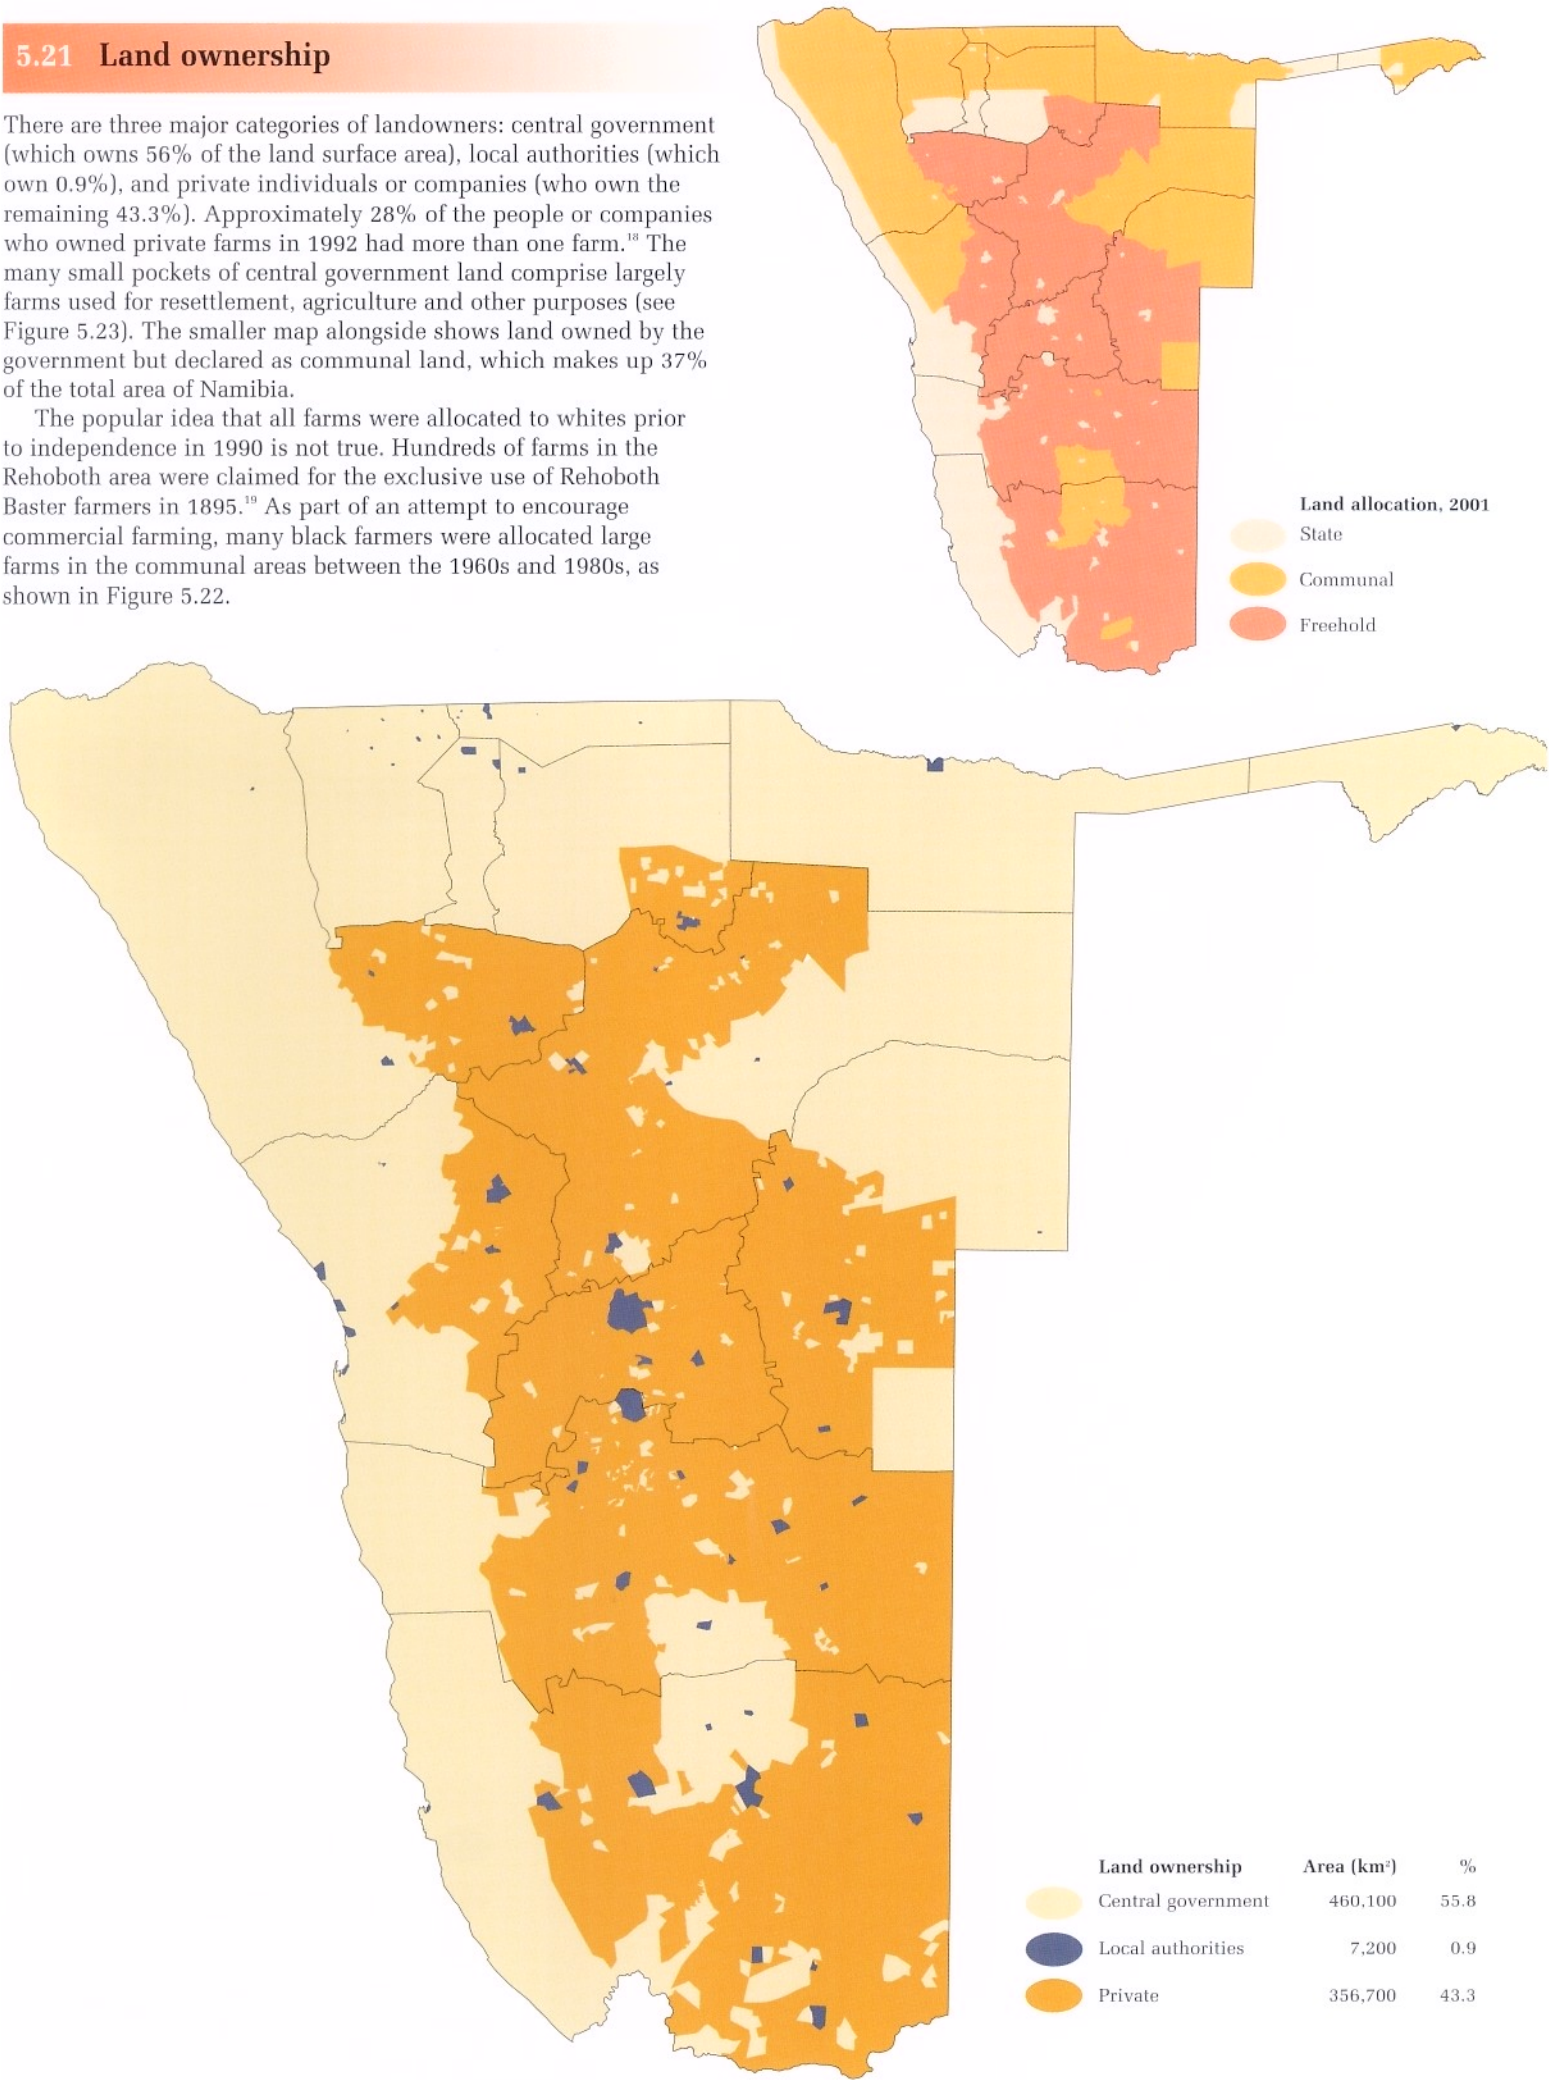 5.21 Land ownership
There are three major categories of landowners: central government
(which owns 56% of the land surface area), local authorities (which
own 0.9%), and private individuals or companies (who own the
remaining 43.3%). Approximately 28% of the people or companies
who owned private farms in 1992 had more than one farm.¹⁸ The
many small pockets of central government land comprise largely
farms used for resettlement, agriculture and other purposes (see
Figure 5.23). The smaller map alongside shows land owned by the
government but declared as communal land, which makes up 37%
of the total area of Namibia.
The popular idea that all farms were allocated to whites prior
to independence in 1990 is not true. Hundreds of farms in the
Rehoboth area were claimed for the exclusive use of Rehoboth
Baster farmers in 1895.¹⁹ As part of an attempt to encourage
commercial farming, many black farmers were allocated large
farms in the communal areas between the 1960s and 1980s, as
shown in Figure 5.22.
Land allocation, 2001
State
Communal
Freehold
Land ownership Area (km²) %
Central government 460,100 55.8
Local authorities 7,200 0.9
Private 356,700 43.3